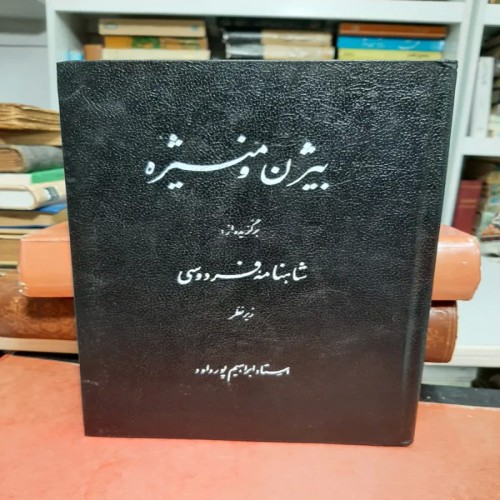 بیژن و منیژه
برگزیده از:
شاهنامه فردوسی
زیر نظر
استاد ابراهیم پورداود